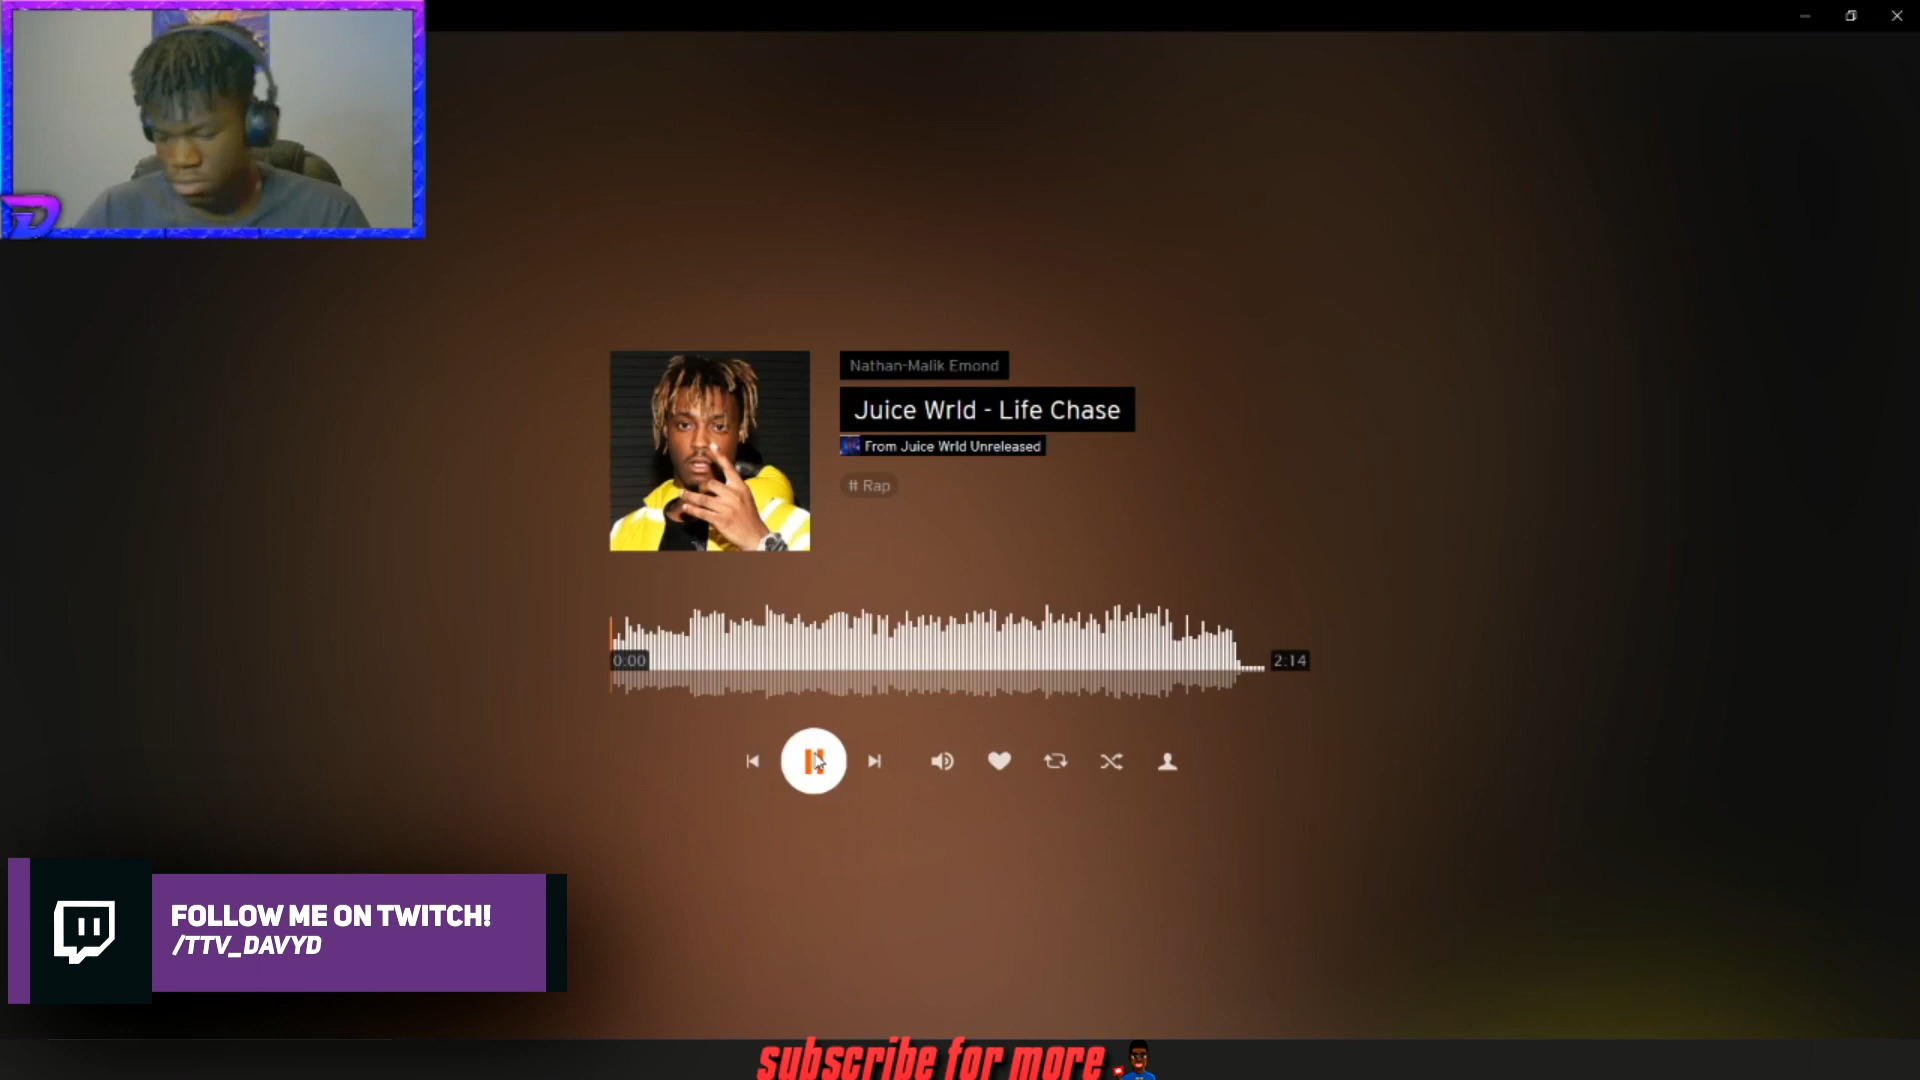 Nathan-Malik Emond
Juice Wrld - Life Chase
From Juice Wrld Unreleased
# Rap
0:00
2:14
FOLLOW ME ON TWITCH!
/TTV_DAVYD
subscribe for more